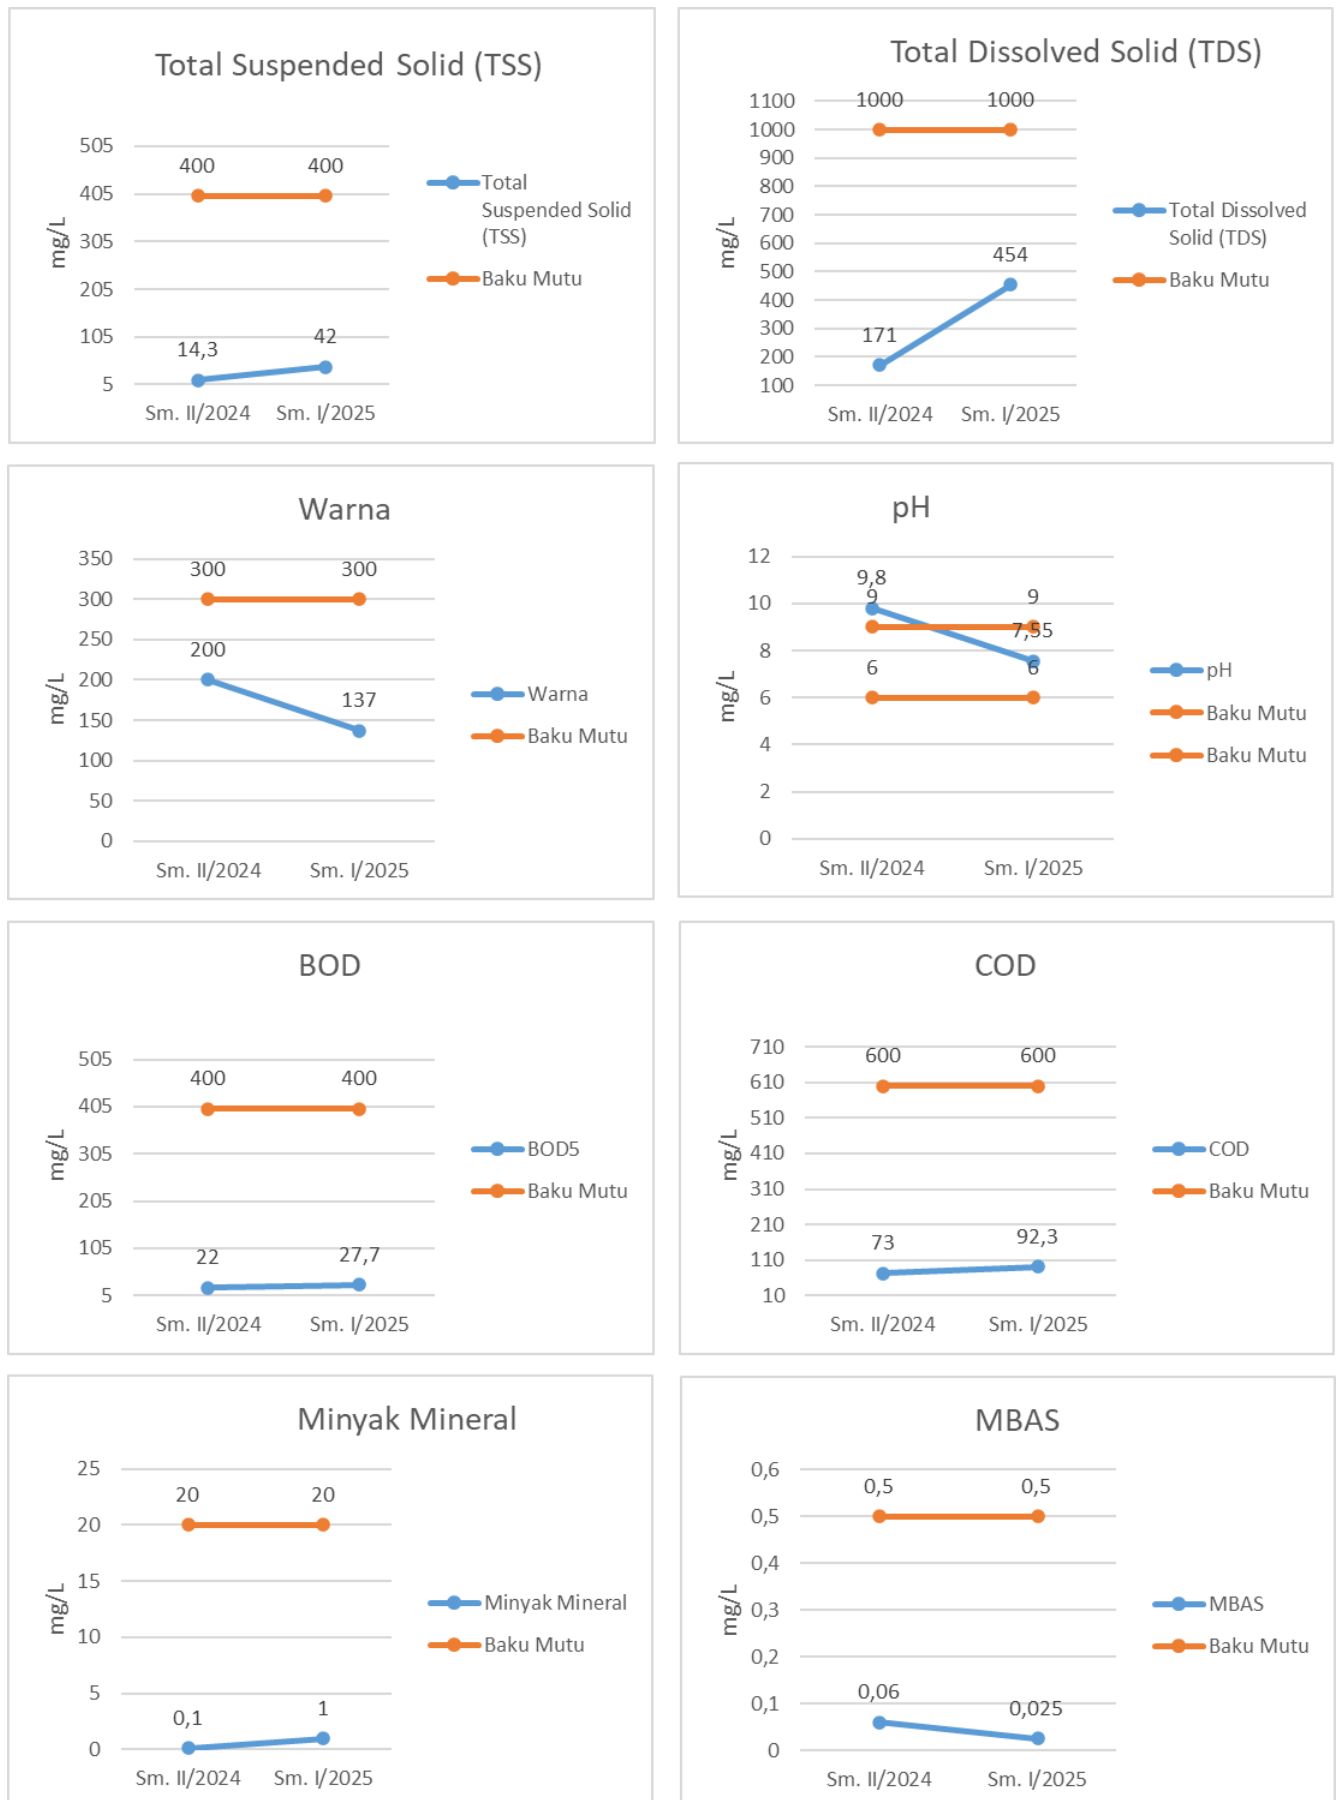 Total Suspended Solid (TSS)
505
405
305
205
105
5
mg/L
400 400
14,3 42
Sm. II/2024 Sm. I/2025
Total
Suspended Solid
(TSS)
Baku Mutu
Total Dissolved Solid (TDS)
1100
1000
900
800
700
600
500
400
300
200
100
mg/L
1000 1000
454
171
Sm. II/2024 Sm. I/2025
Total Dissolved
Solid (TDS)
Baku Mutu
Warna
350
300
250
200
150
100
50
0
mg/L
300 300
200
137
Sm. II/2024 Sm. I/2025
Warna
Baku Mutu
pH
12
10
8
6
4
2
0
mg/L
9,8
9 9
7,55
6 6
Sm. II/2024 Sm. I/2025
pH
Baku Mutu
Baku Mutu
BOD
505
405
305
205
105
5
mg/L
400 400
22 27,7
Sm. II/2024 Sm. I/2025
BOD5
Baku Mutu
COD
710
610
510
410
310
210
110
10
mg/L
600 600
73 92,3
Sm. II/2024 Sm. I/2025
COD
Baku Mutu
Minyak Mineral
25
20
15
10
5
0
mg/L
20 20
0,1 1
Sm. II/2024 Sm. I/2025
Minyak Mineral
Baku Mutu
MBAS
0,6
0,5
0,4
0,3
0,2
0,1
0
mg/L
0,5 0,5
0,06 0,025
Sm. II/2024 Sm. I/2025
MBAS
Baku Mutu